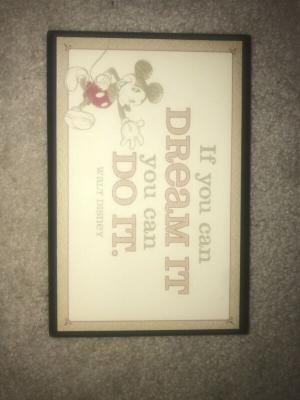 If you can
DREAM IT
you can
DO IT.
WALT DISNEY